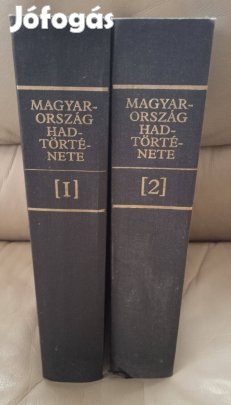 Jófogás
MAGYAR-
ORSZÁG
HAD-
TÖRTÉ-
NETE
[1]
MAGYAR-
ORSZÁG
HAD-
TÖRTÉ-
NETE
[2]